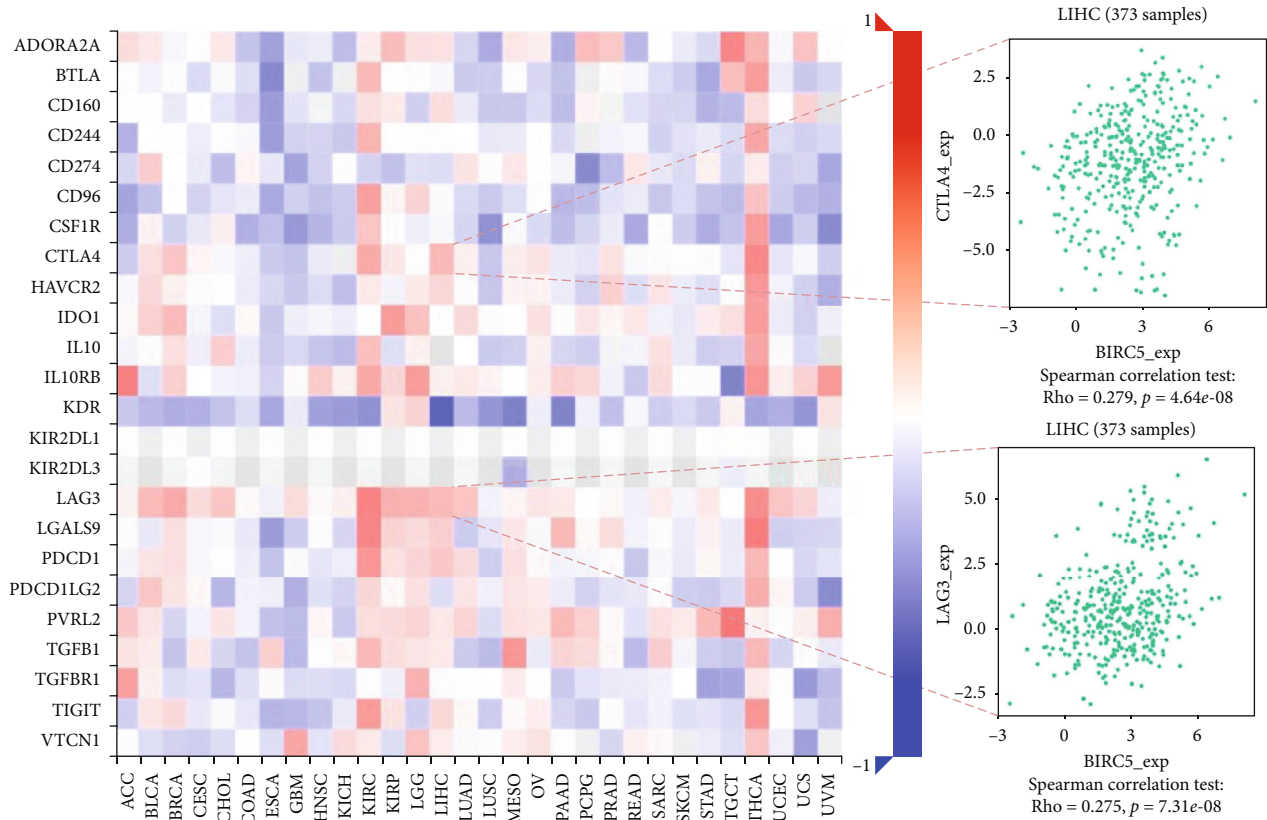 ADORA2A
BTLA
CD160
CD244
CD274
CD96
CSF1R
CTLA4
HAVCR2
IDO1
IL10
IL10RB
KDR
KIR2DL1
KIR2DL3
LAG3
LGALS9
PDCD1
PDCD1LG2
PVRL2
TGFB1
TGFBR1
TIGIT
VTCN1
ACC
BLCA
BRCA
CESC
CHOL
COAD
ESCA
GBM
HNSC
KICH
KIRC
KIRP
LGG
LIHC
LUAD
LUSC
MESO
OV
PAAD
PCPG
PRAD
READ
SARC
SKCM
STAD
TGCT
THCA
UCEC
UCS
UVM
1
−1
LIHC (373 samples)
CTLA4_exp
2.5
0.0
−2.5
−5.0
−3 0 3 6
BIRC5_exp
Spearman correlation test:
Rho = 0.279, p = 4.64e-08
LIHC (373 samples)
LAG3_exp
5.0
2.5
0.0
−2.5
−3 0 3 6
BIRC5_exp
Spearman correlation test:
Rho = 0.275, p = 7.31e-08